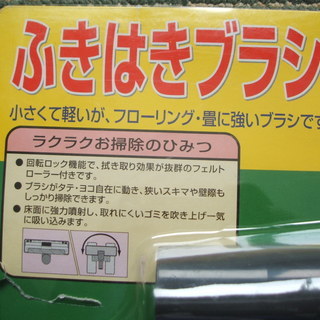 ふきはきブラシ
小さくて軽いが、フローリング・畳に強いブラシです
ラクラクお掃除のひみつ
●回転ロック機能で、拭き取り効果が抜群のフェルト
ローラー付きです。
●ブラシがタテ・ヨコ自在に動き、狭いスキマや壁際も
しっかり掃除できます。
●床面に強力噴射し、取れにくいゴミを吹き上げ一気
に吸い込みます。